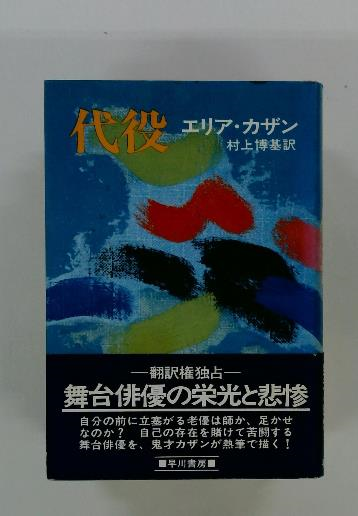 代役 エリア・カザン
村上博基訳
―翻訳権独占―
舞台俳優の栄光と悲惨
自分の前に立塞がる老優は師か、足かせ
なのか? 自己の存在を賭けて苦闘する
舞台俳優を、鬼才カザンが熱筆で描く!
■早川書房■